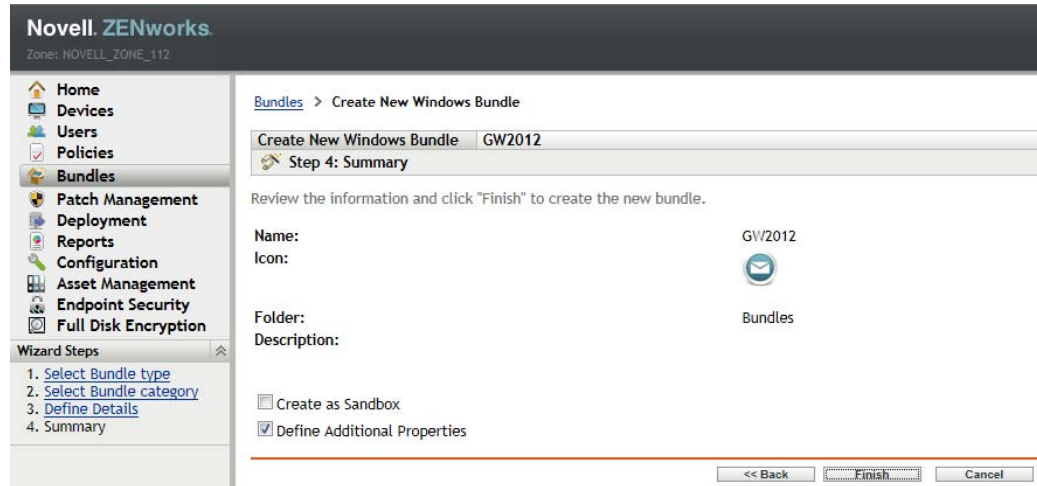 Novell. ZENworks.
Zone: NOVELL_ZONE_112
Home
Devices
Users
Policies
Bundles
Patch Management
Deployment
Reports
Configuration
Asset Management
Endpoint Security
Full Disk Encryption
Wizard Steps
1. Select Bundle type
2. Select Bundle category
3. Define Details
4. Summary
Bundles > Create New Windows Bundle
Create New Windows Bundle GW2012
Step 4: Summary
Review the information and click "Finish" to create the new bundle.
Name: GW2012
Icon:
Folder: Bundles
Description:
Create as Sandbox
Define Additional Properties
<< Back Finish Cancel